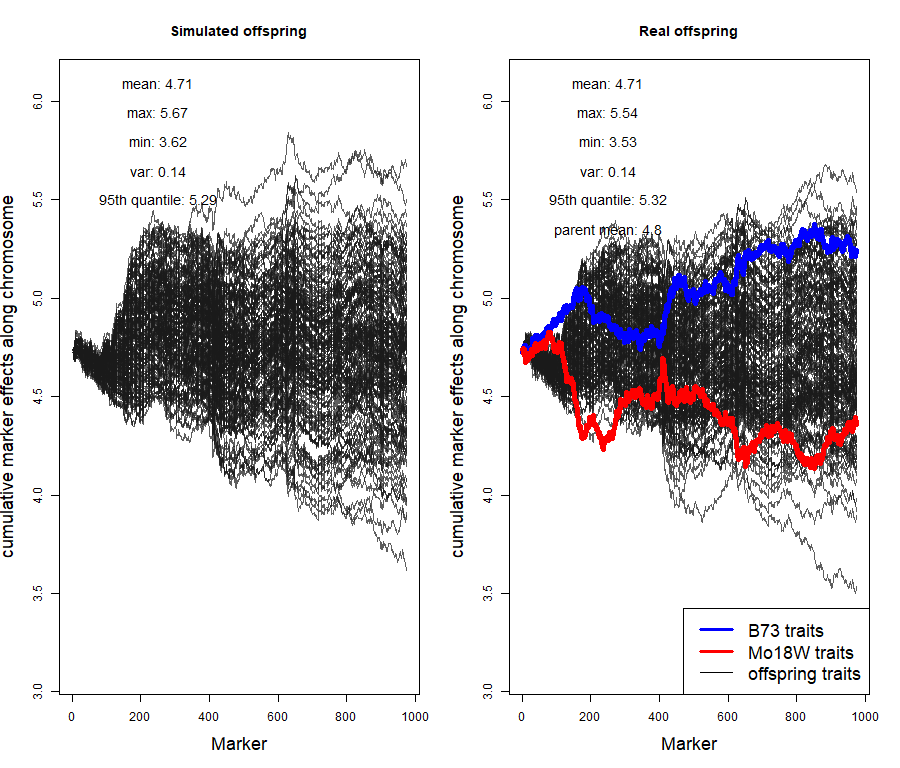 Simulated offspring
mean: 4.71
max: 5.67
min: 3.62
var: 0.14
95th quantile: 5.29
cumulative marker effects along chromosome
6.0
5.5
5.0
4.5
4.0
3.5
3.0
0 200 400 600 800 1000
Marker
Real offspring
mean: 4.71
max: 5.54
min: 3.53
var: 0.14
95th quantile: 5.32
parent mean: 4.8
cumulative marker effects along chromosome
6.0
5.5
5.0
4.5
4.0
3.5
3.0
B73 traits
Mo18W traits
offspring traits
0 200 400 600 800 1000
Marker